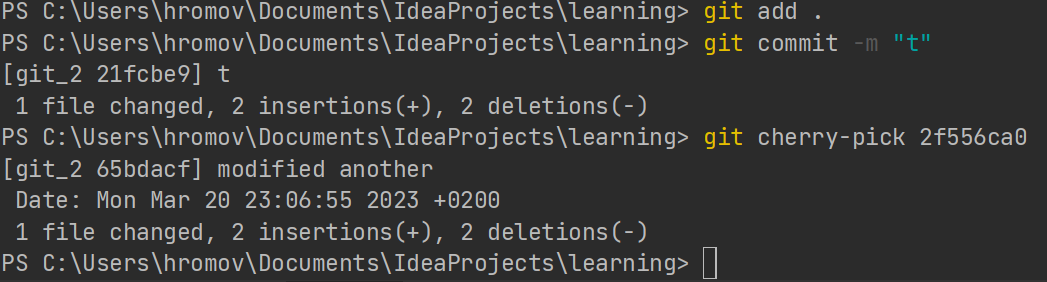 PS C:\Users\hromov\Documents\IdeaProjects\learning> git add .
PS C:\Users\hromov\Documents\IdeaProjects\learning> git commit -m "t"
[git_2 21fcbe9] t
 1 file changed, 2 insertions(+), 2 deletions(-)
PS C:\Users\hromov\Documents\IdeaProjects\learning> git cherry-pick 2f556ca0
[git_2 65bdacf] modified another
 Date: Mon Mar 20 23:06:55 2023 +0200
 1 file changed, 2 insertions(+), 2 deletions(-)
PS C:\Users\hromov\Documents\IdeaProjects\learning>